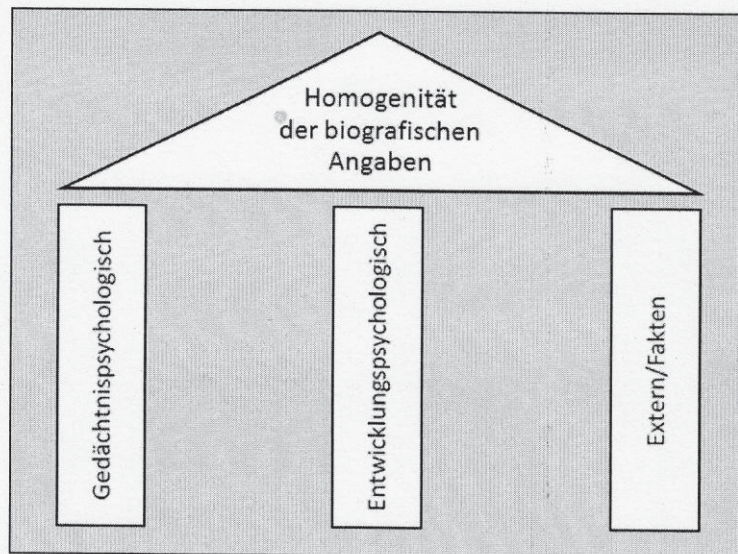 Homogenität
der biografischen
Angaben
Gedächtnispsychologisch
Entwicklungspsychologisch
Extern/Fakten